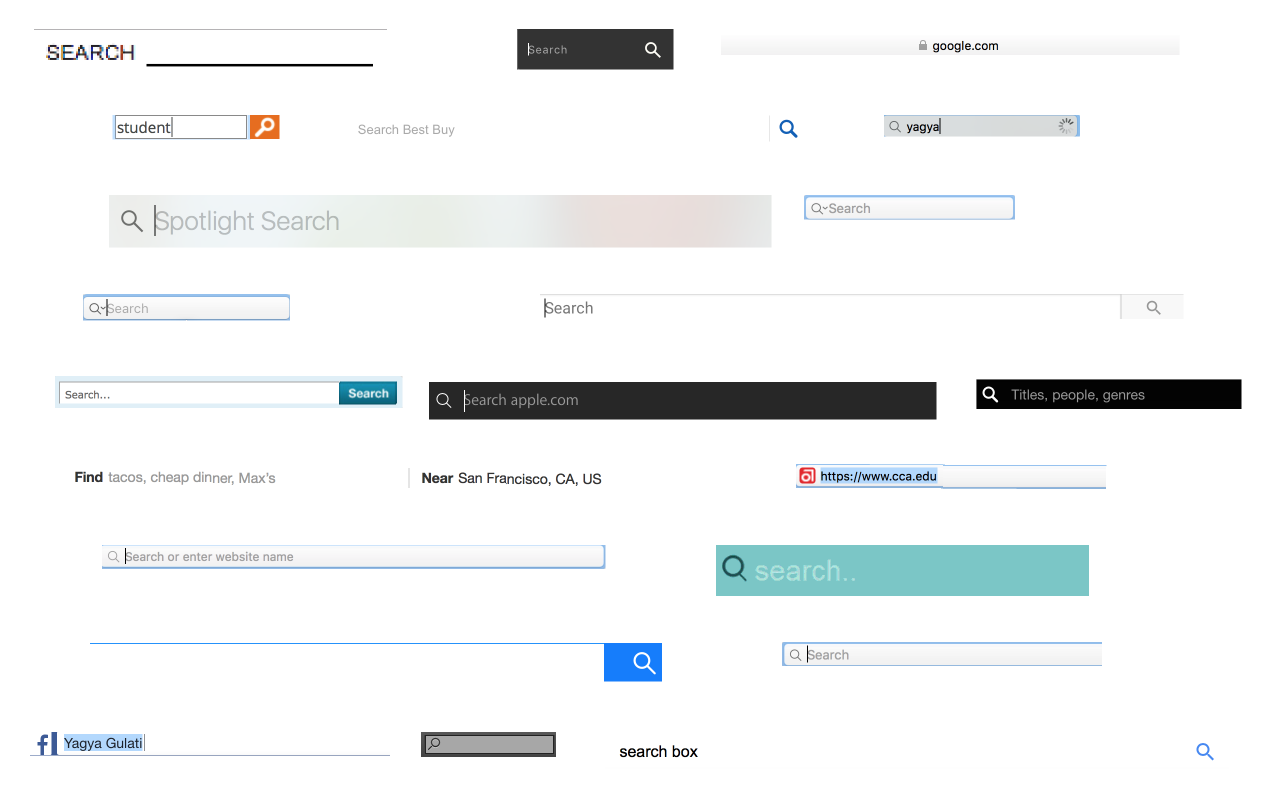 SEARCH
Search
google.com
student
Search Best Buy
yagya
Spotlight Search
Search
Search
Search
Search...
Search
Search apple.com
Titles, people, genres
Find tacos, cheap dinner, Max's
Near San Francisco, CA, US
https://www.cca.edu
Search or enter website name
search..
Search
f
Yagya Gulati
search box